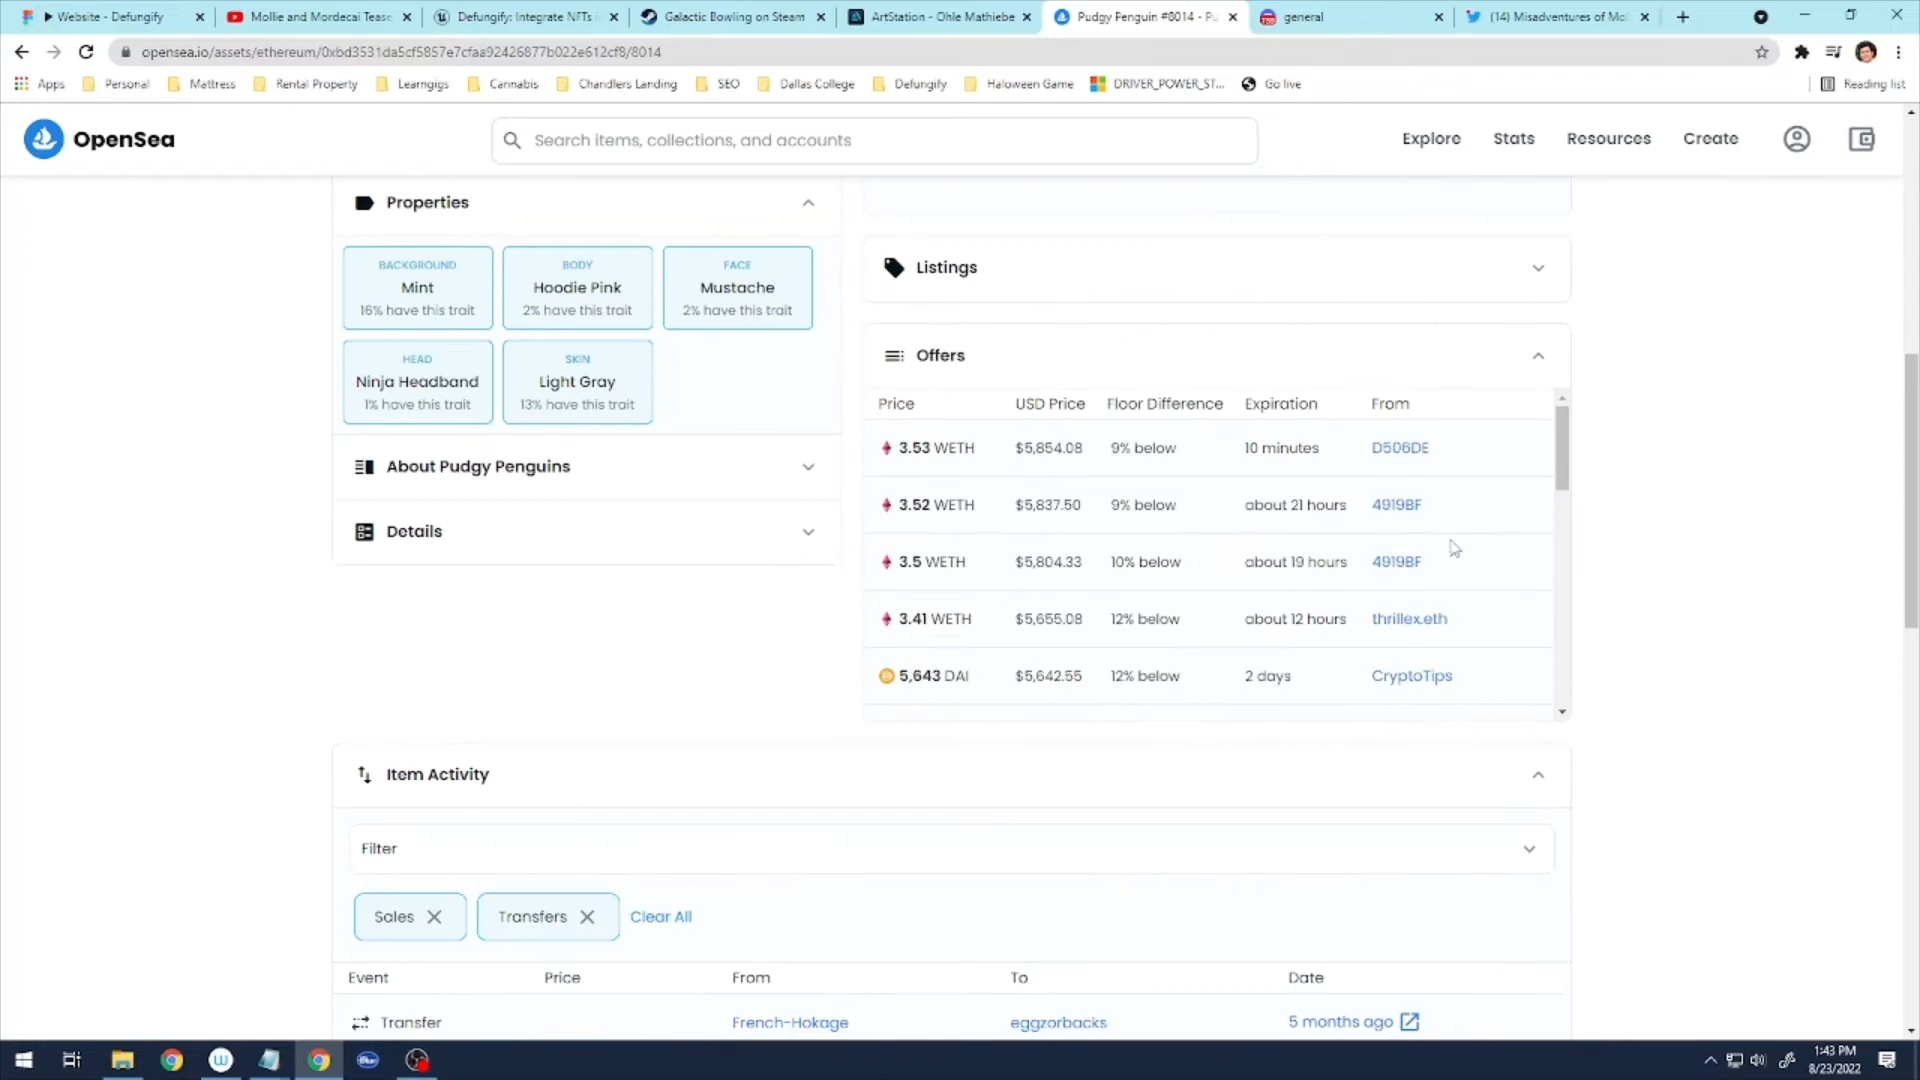 Website - Defungify
Mollie and Mordecai Tease
Defungify: Integrate NFTs
Galactic Bowling on Steam
ArtStation - Ohle Mathiebe
Pudgy Penguin #8014 - Pu
general
(14) Misadventures of Mol
opensea.io/assets/ethereum/0xbd3531da5cf5857e7cfaa92426877b022e612cf8/8014
Apps
Personal
Mattress
Rental Property
Learngigs
Cannabis
Chandlers Landing
SEO
Dallas College
Defungify
Haloween Game
DRIVER_POWER_ST...
Go live
Reading list
OpenSea
Search items, collections, and accounts
Explore
Stats
Resources
Create
Properties
BACKGROUND
Mint
16% have this trait
BODY
Hoodie Pink
2% have this trait
FACE
Mustache
2% have this trait
HEAD
Ninja Headband
1% have this trait
SKIN
Light Gray
13% have this trait
About Pudgy Penguins
Details
Listings
Offers
Price USD Price Floor Difference Expiration From
3.53 WETH $5,854.08 9% below 10 minutes D506DE
3.52 WETH $5,837.50 9% below about 21 hours 4919BF
3.5 WETH $5,804.33 10% below about 19 hours 4919BF
3.41 WETH $5,655.08 12% below about 12 hours thrillex.eth
5,643 DAI $5,642.55 12% below 2 days CryptoTips
Item Activity
Filter
Sales
Transfers
Clear All
Event Price From To Date
Transfer French-Hokage eggzorbacks 5 months ago
1:43 PM
8/23/2022